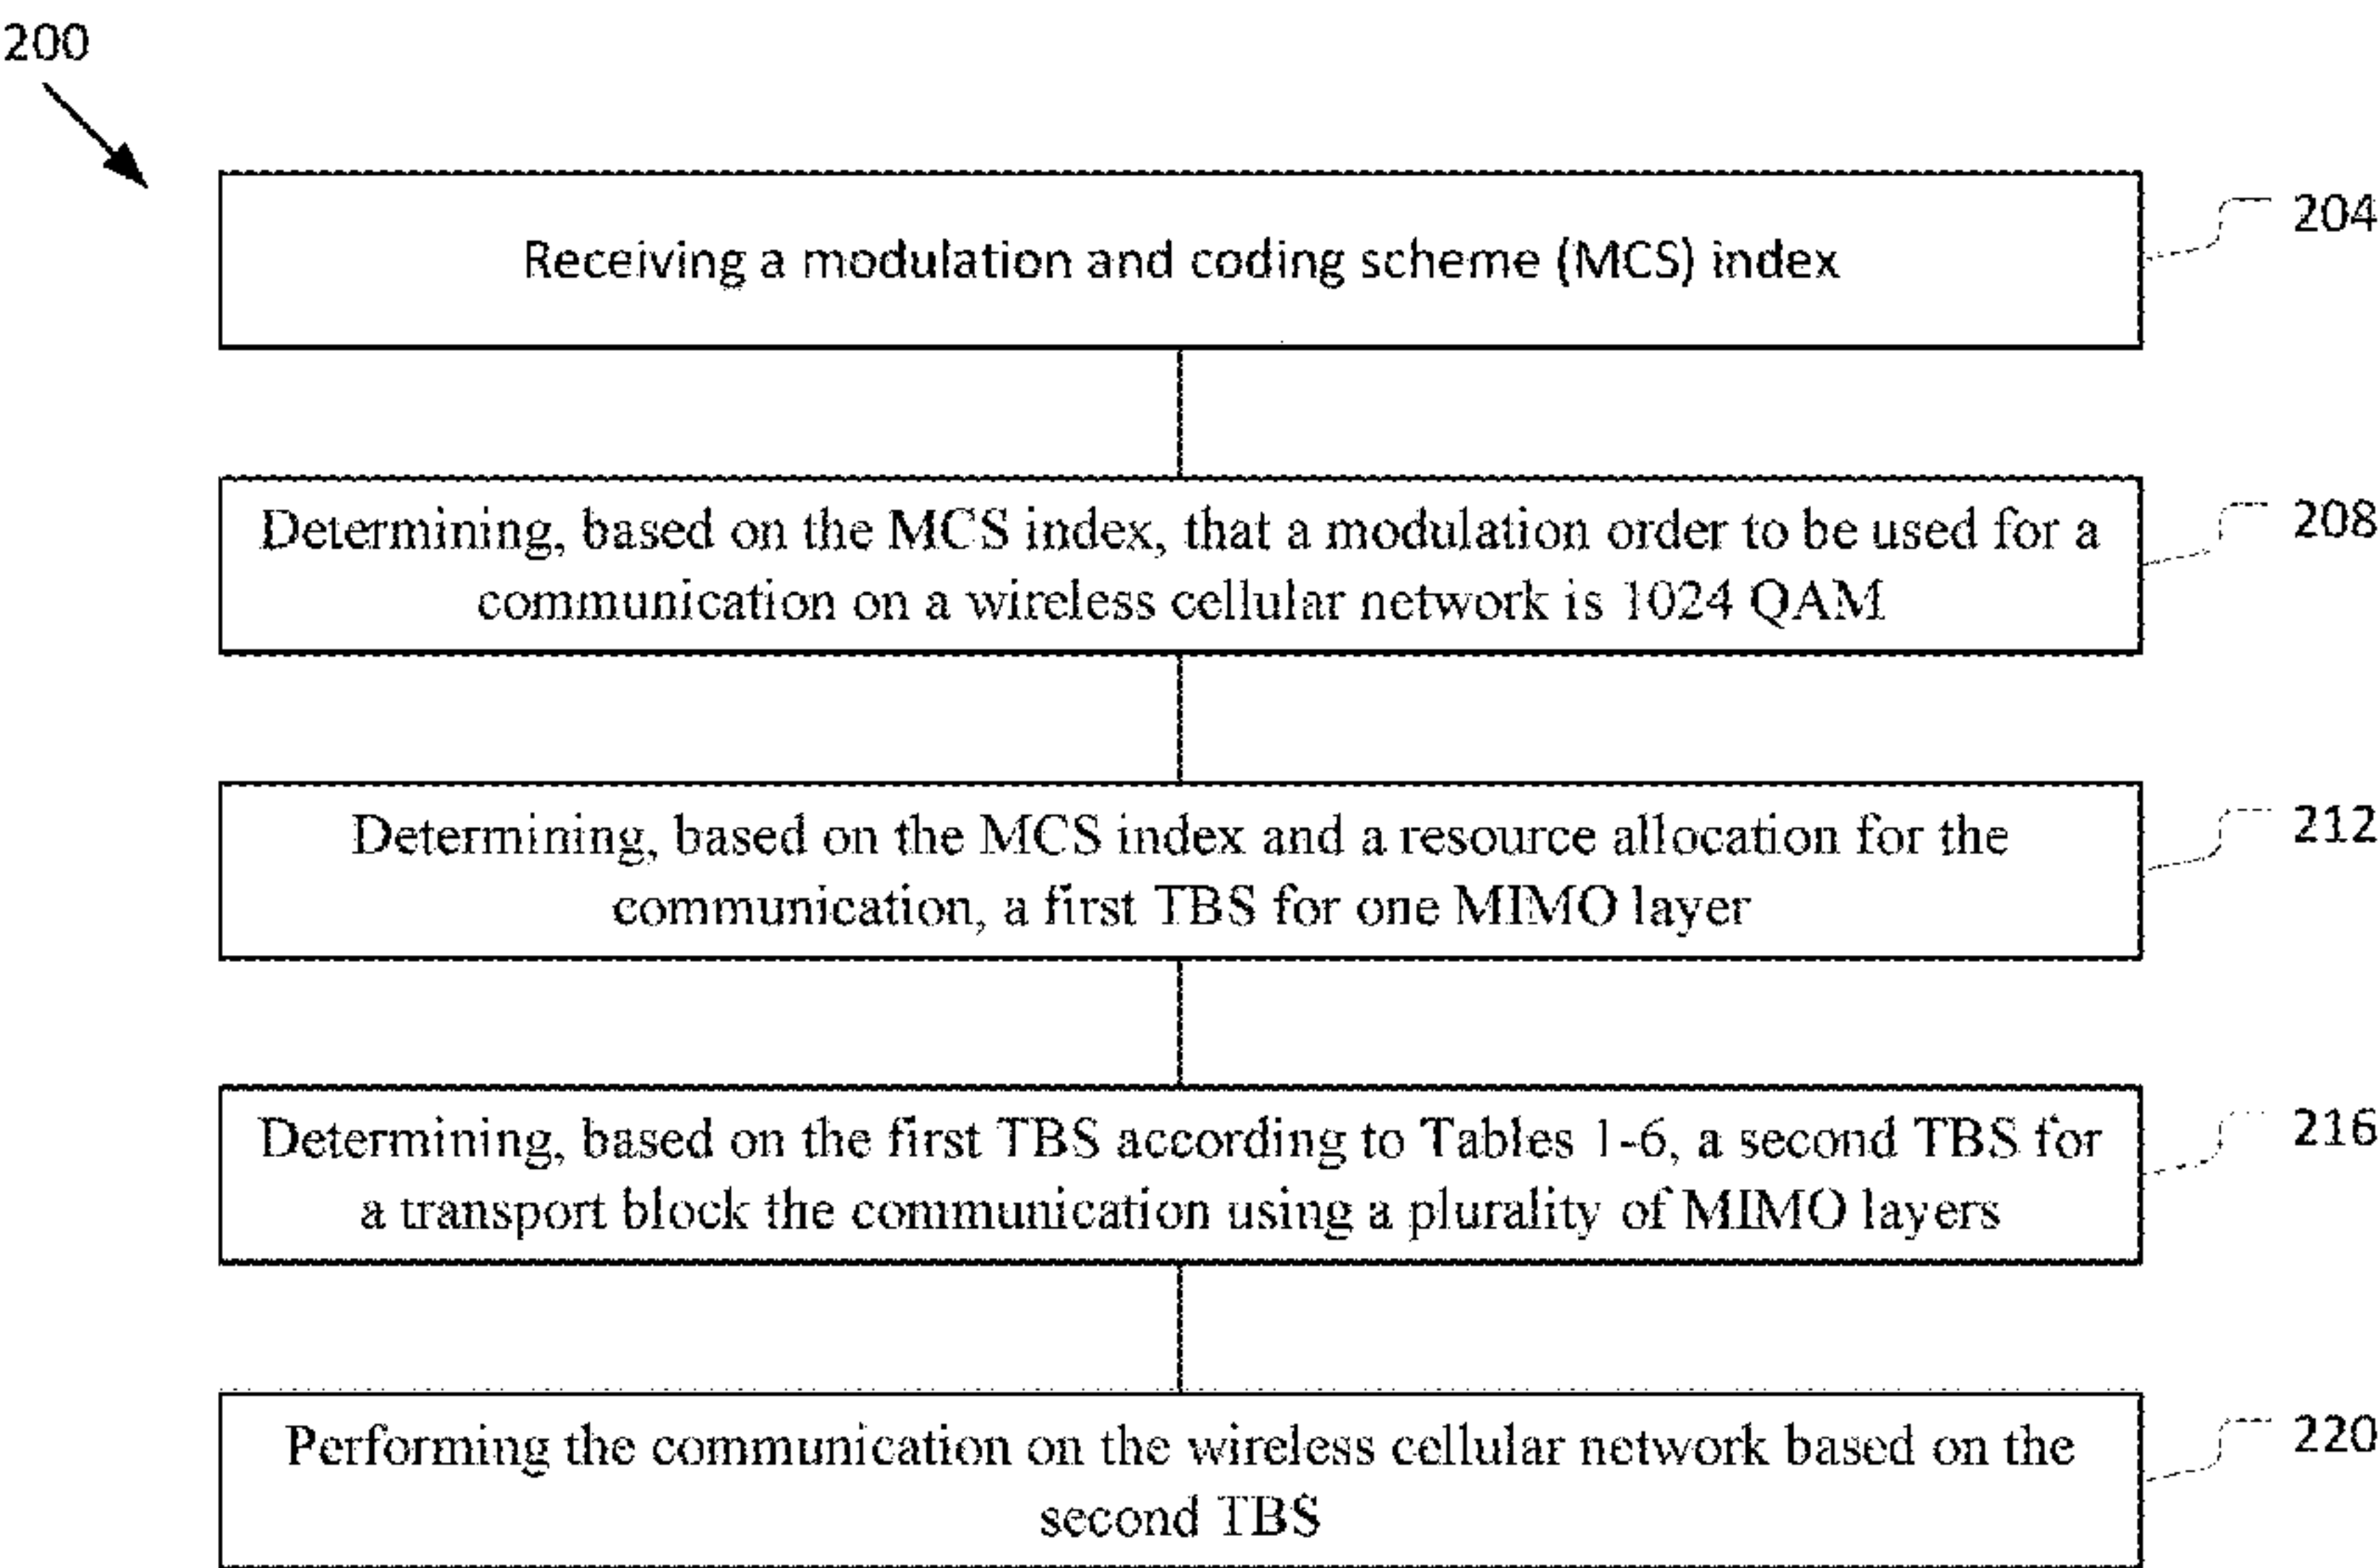 200
Receiving a modulation and coding scheme (MCS) index
204
Determining, based on the MCS index, that a modulation order to be used for a
communication on a wireless cellular network is 1024 QAM
208
Determining, based on the MCS index and a resource allocation for the
communication, a first TBS for one MIMO layer
212
Determining, based on the first TBS according to Tables 1-6, a second TBS for
a transport block the communication using a plurality of MIMO layers
216
Performing the communication on the wireless cellular network based on the
second TBS
220